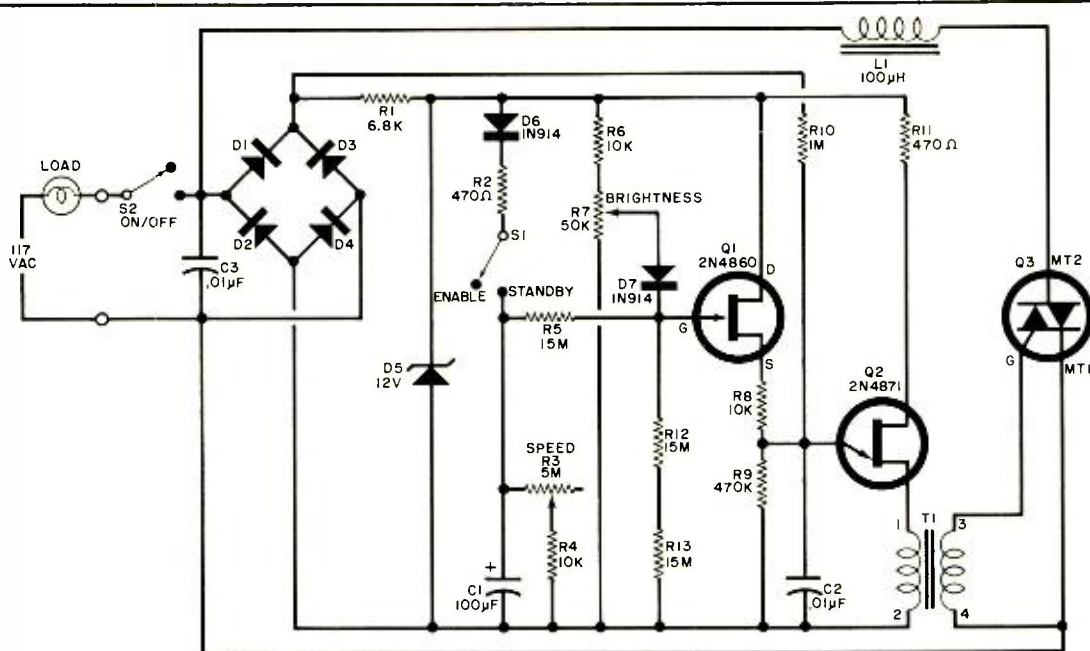 L1
100µH
R1
6.8K
D1
D3
D2
D4
D6
1N914
R2
470Ω
S1
ENABLE
STANDBY
R6
10K
R7
50K
BRIGHTNESS
D7
1N914
R10
1M
R11
470Ω
LOAD
S2
ON/OFF
117
VAC
C3
.01µF
Q1
2N4860
D
G
S
Q3
MT2
G
MT1
R5
15M
D5
12V
Q2
2N4871
R8
10K
R12
15M
SPEED
R3
5M
R9
470K
R4
10K
R13
15M
+
C1
100µF
C2
.01µF
T1
1
3
2
4